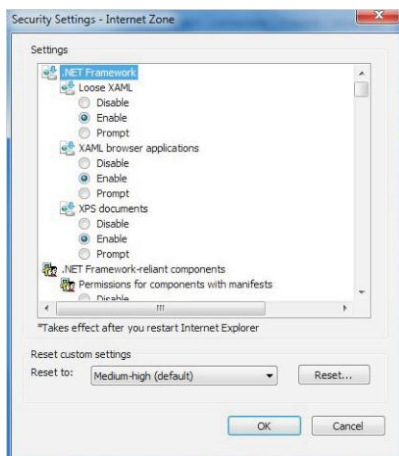 Security Settings - Internet Zone
Settings
.NET Framework
Loose XAML
Disable
Enable
Prompt
XAML browser applications
Disable
Enable
Prompt
XPS documents
Disable
Enable
Prompt
.NET Framework-reliant components
Permissions for components with manifests
Disable
*Takes effect after you restart Internet Explorer
Reset custom settings
Reset to: Medium-high (default) Reset...
OK Cancel